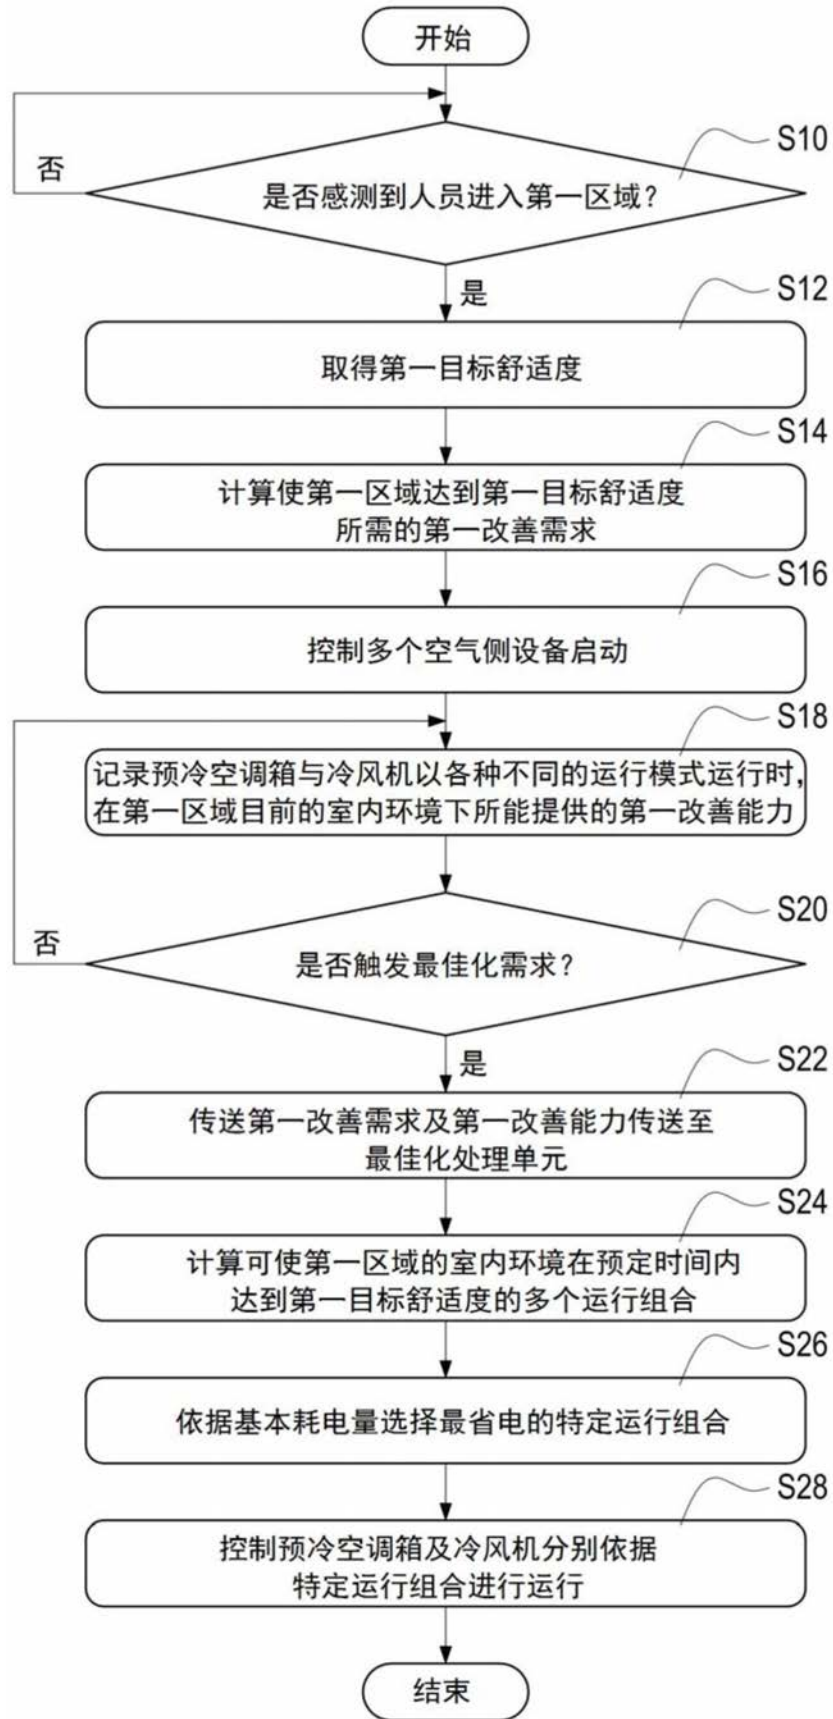 开始
S10
否
是否感测到人员进入第一区域？
是
S12
取得第一目标舒适度
S14
计算使第一区域达到第一目标舒适度
所需的第一改善需求
S16
控制多个空气侧设备启动
S18
记录预冷空调箱与冷风机以各种不同的运行模式运行时，
在第一区域目前的室内环境下所能提供的第一改善能力
S20
否
是否触发最佳化需求？
是
S22
传送第一改善需求及第一改善能力传送至
最佳化处理单元
S24
计算可使第一区域的室内环境在预定时间内
达到第一目标舒适度的多个运行组合
S26
依据基本耗电量选择最省电的特定运行组合
S28
控制预冷空调箱及冷风机分别依据
特定运行组合进行运行
结束